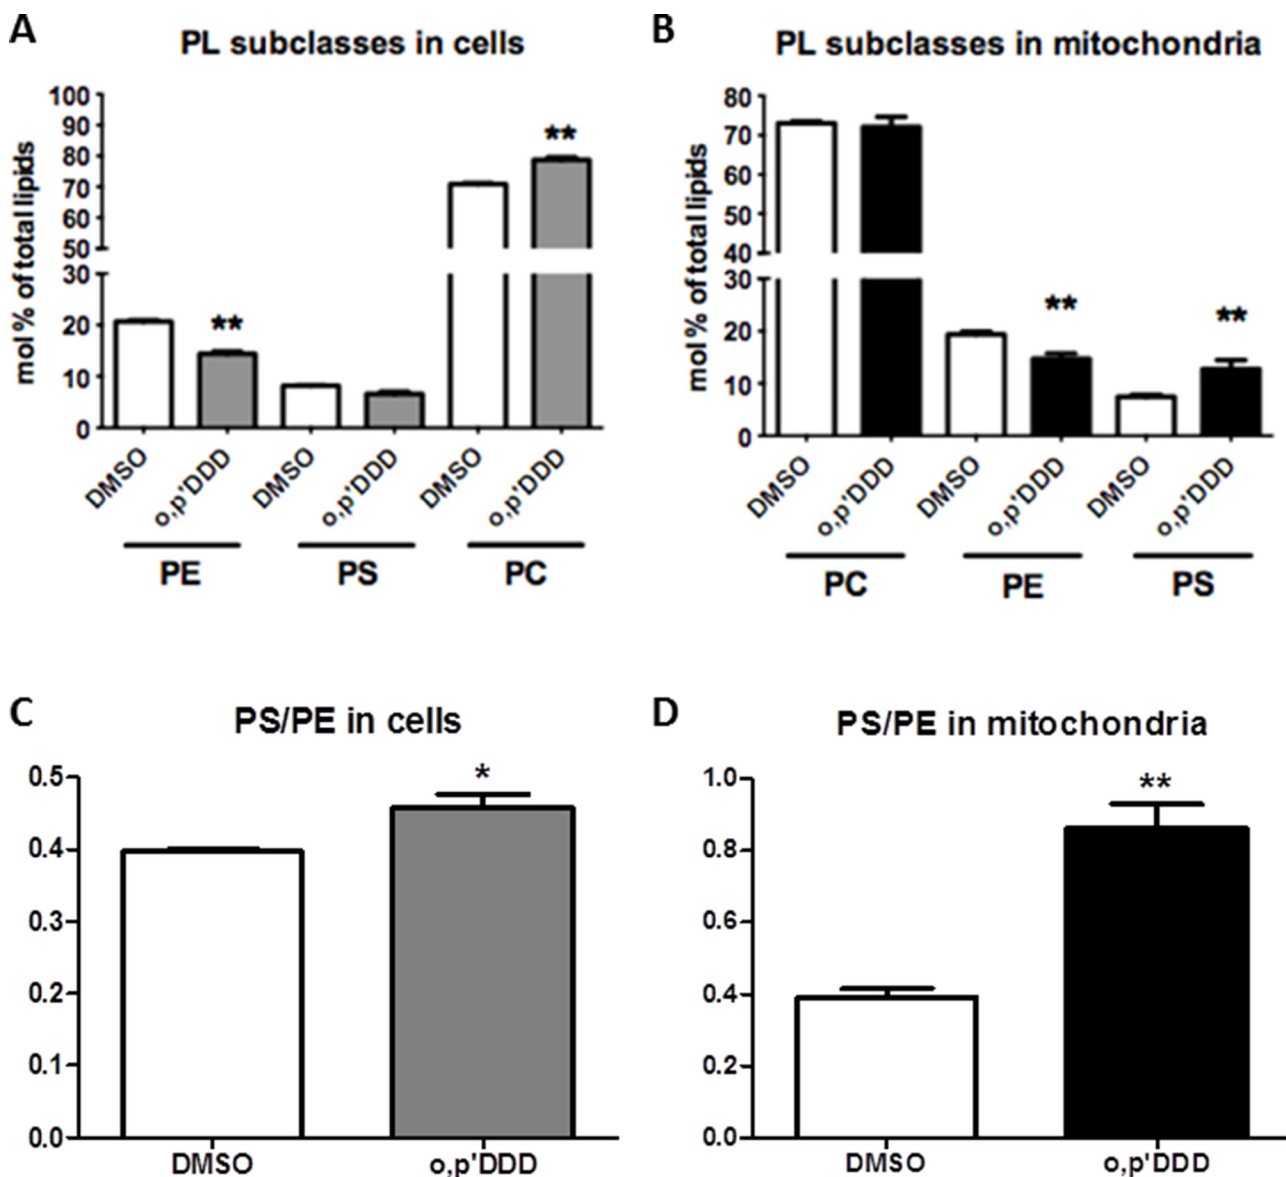 A
PL subclasses in cells
mol % of total lipids
100
90
80
70
60
50
30
20
10
0
**
**
DMSO
o,p'DDD
DMSO
o,p'DDD
DMSO
o,p'DDD
PE
PS
PC
B
PL subclasses in mitochondria
mol % of total lipids
80
70
60
50
40
30
20
10
0
**
**
DMSO
o,p'DDD
DMSO
o,p'DDD
DMSO
o,p'DDD
PC
PE
PS
C
PS/PE in cells
0.5
0.4
0.3
0.2
0.1
0.0
*
DMSO
o,p'DDD
D
PS/PE in mitochondria
1.0
0.8
0.6
0.4
0.2
0.0
**
DMSO
o,p'DDD